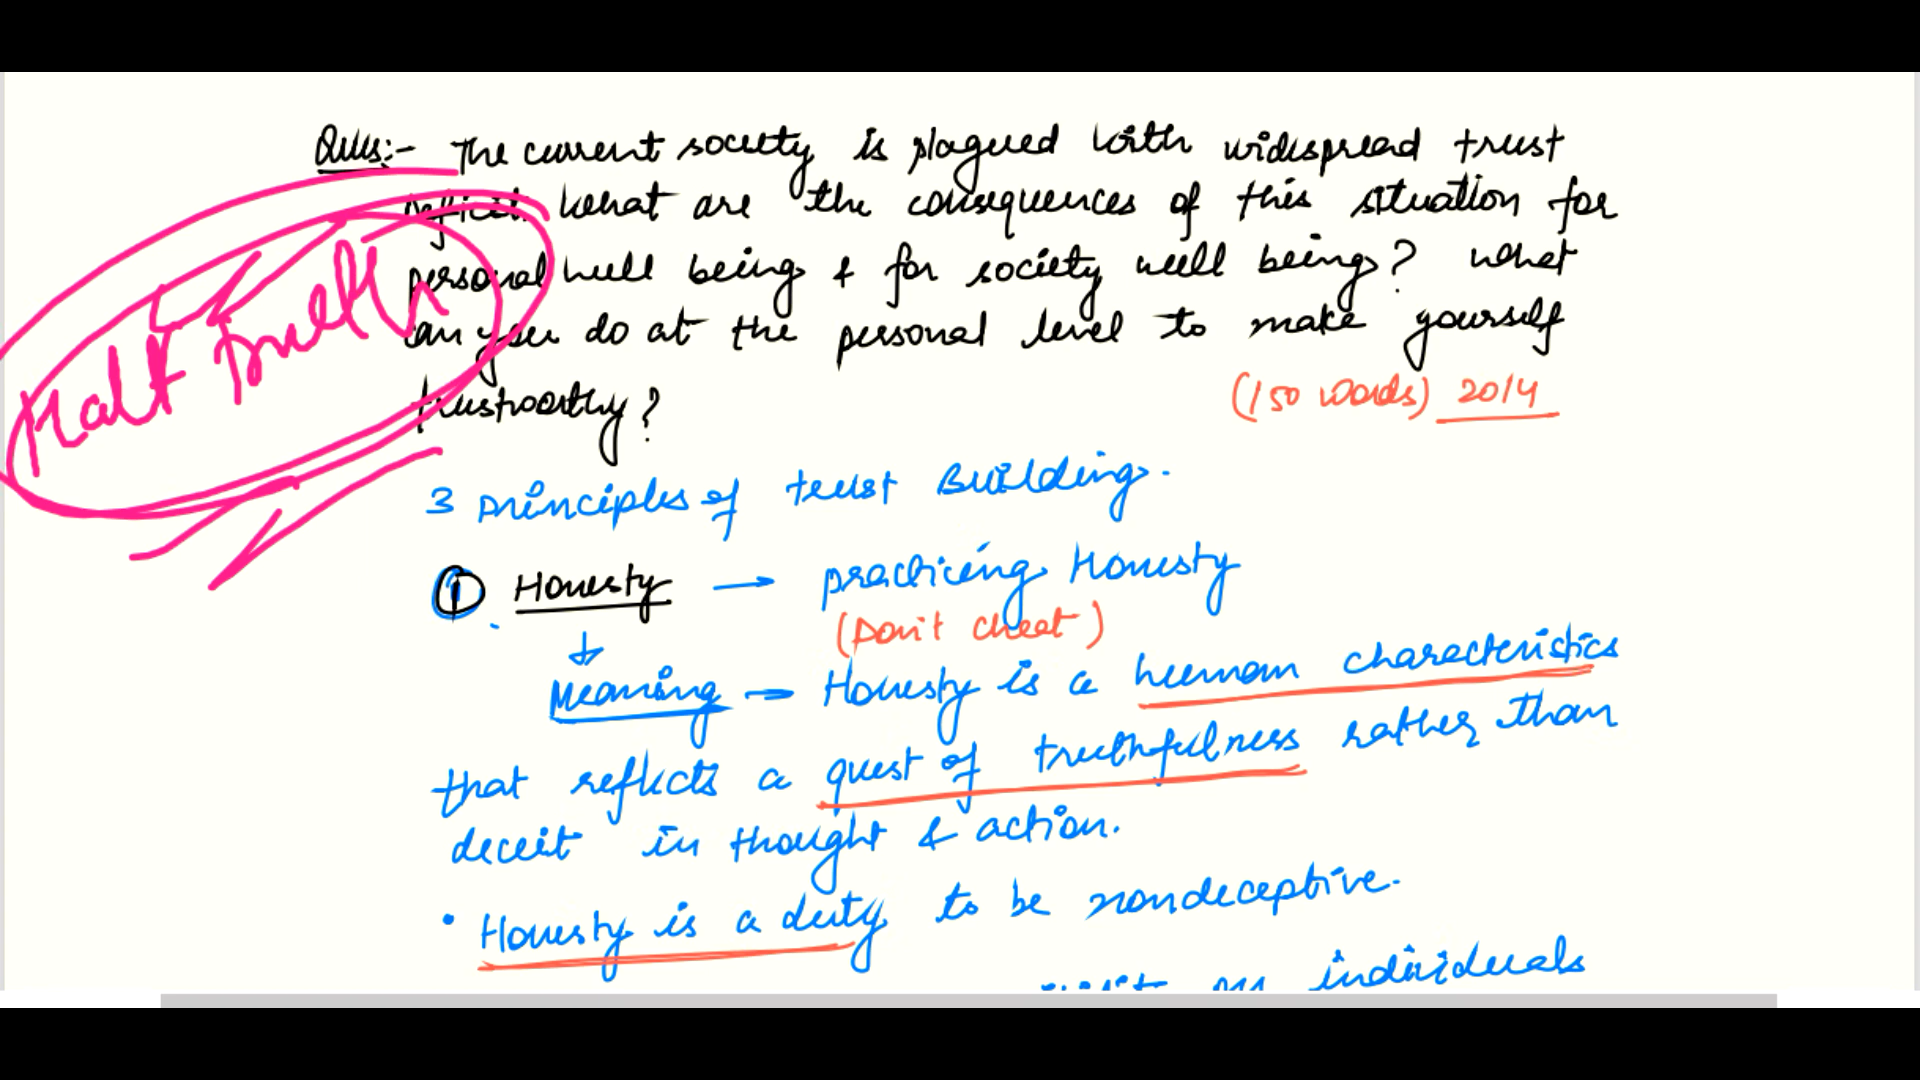 Ques:- The current society is plagued with widespread trust
deficit. What are the consequences of this situation for
personal well being & for society well being? What
can you do at the personal level to make yourself
trustworthy?
(150 words) 2014
Half Truth
3 principles of trust Building.
① Honesty → practicing Honesty
(Don't cheat)
Meaning → Honesty is a human characteristics
that reflects a quest of truthfulness rather than
deceit in thought & action.
• Honesty is a duty to be nondeceptive.
individuals